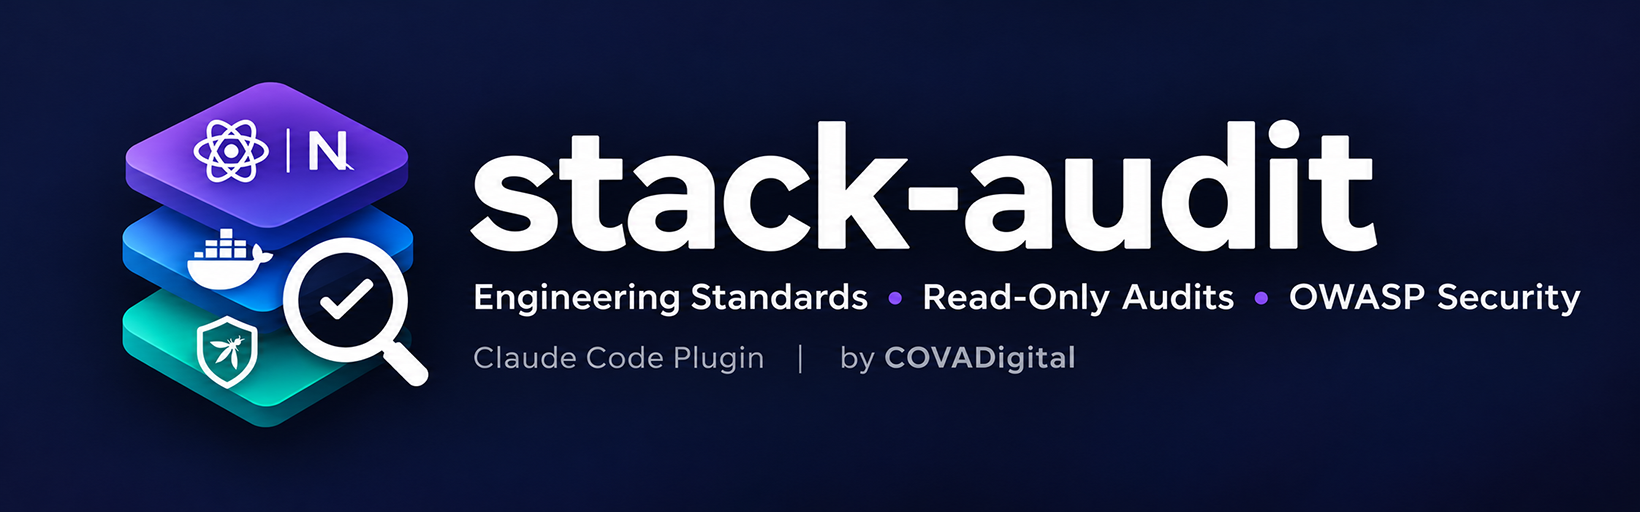 N
stack-audit
Engineering Standards • Read-Only Audits • OWASP Security
Claude Code Plugin | by COVADigital